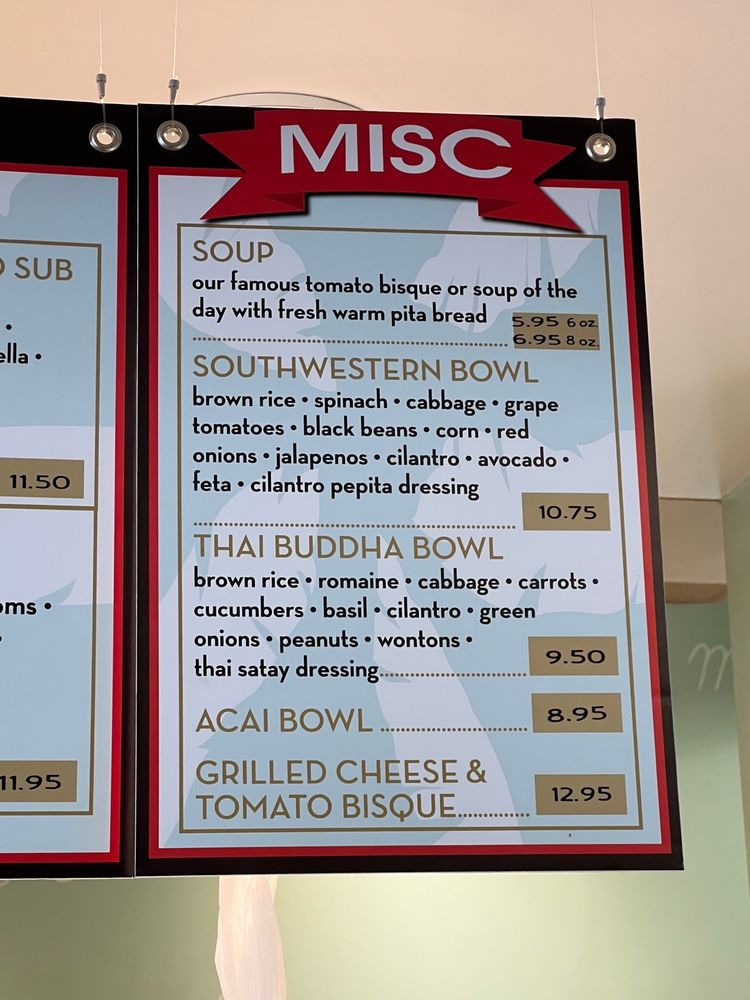 MISC
SOUP
our famous tomato bisque or soup of the
day with fresh warm pita bread
5.95 6 oz.
6.95 8 oz.
SOUTHWESTERN BOWL
brown rice • spinach • cabbage • grape
tomatoes • black beans • corn • red
onions • jalapenos • cilantro • avocado •
feta • cilantro pepita dressing
10.75
THAI BUDDHA BOWL
brown rice • romaine • cabbage • carrots •
cucumbers • basil • cilantro • green
onions • peanuts • wontons •
thai satay dressing 9.50
ACAI BOWL 8.95
GRILLED CHEESE &
TOMATO BISQUE 12.95
SUB
11.50
11.95